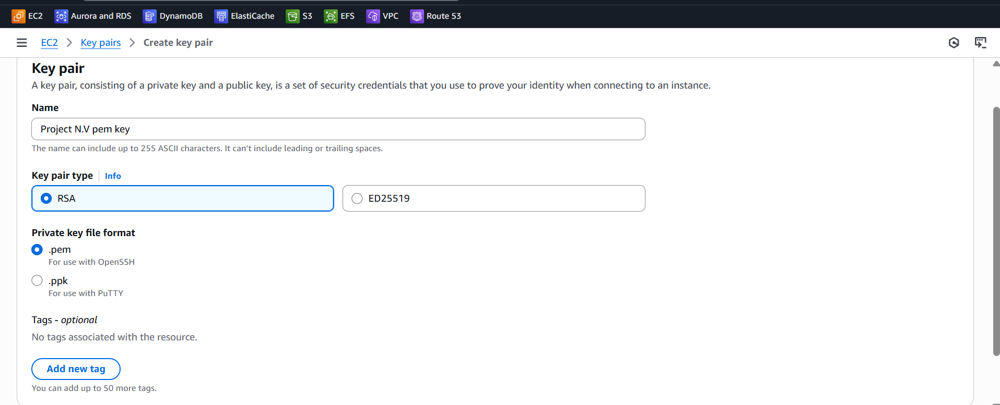 EC2 Aurora and RDS DynamoDB ElastiCache S3 EFS VPC Route 53
EC2 Key pairs Create key pair
Key pair
A key pair, consisting of a private key and a public key, is a set of security credentials that you use to prove your identity when connecting to an instance.
Name
Project N.V pem key
The name can include up to 255 ASCII characters. It can’t include leading or trailing spaces.
Key pair type Info
RSA ED25519
Private key file format
.pem
For use with OpenSSH
.ppk
For use with PuTTY
Tags - optional
No tags associated with the resource.
Add new tag
You can add up to 50 more tags.